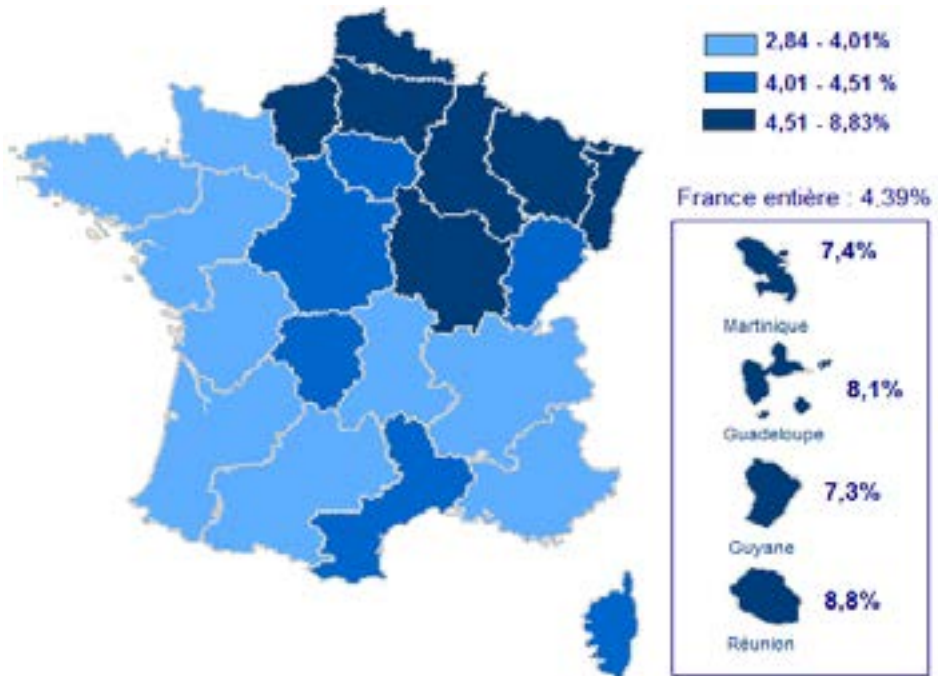 2,84 - 4,01%
4,01 - 4,51 %
4,51 - 8,83%
France entière : 4,39%
7,4%
Martinique
8,1%
Guadeloupe
7,3%
Guyane
8,8%
Réunion